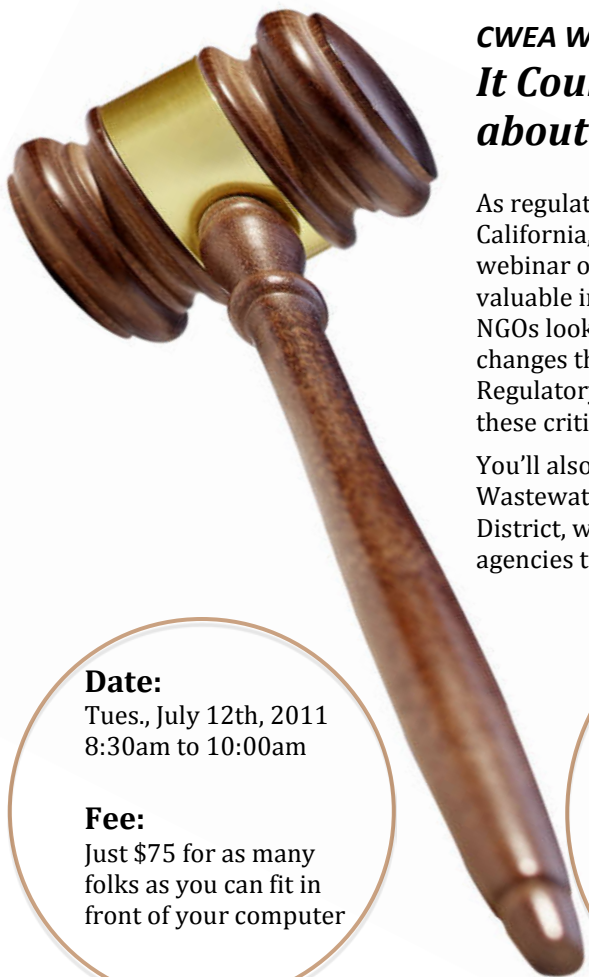 CWEA W
It Coul
about
As regulat
California,
webinar o
valuable i
NGOs look
changes th
Regulatory
these criti
You'll also
Wastewat
District, w
agencies t
Date:
Tues., July 12th, 2011
8:30am to 10:00am
Fee:
Just $75 for as many
folks as you can fit in
front of your computer